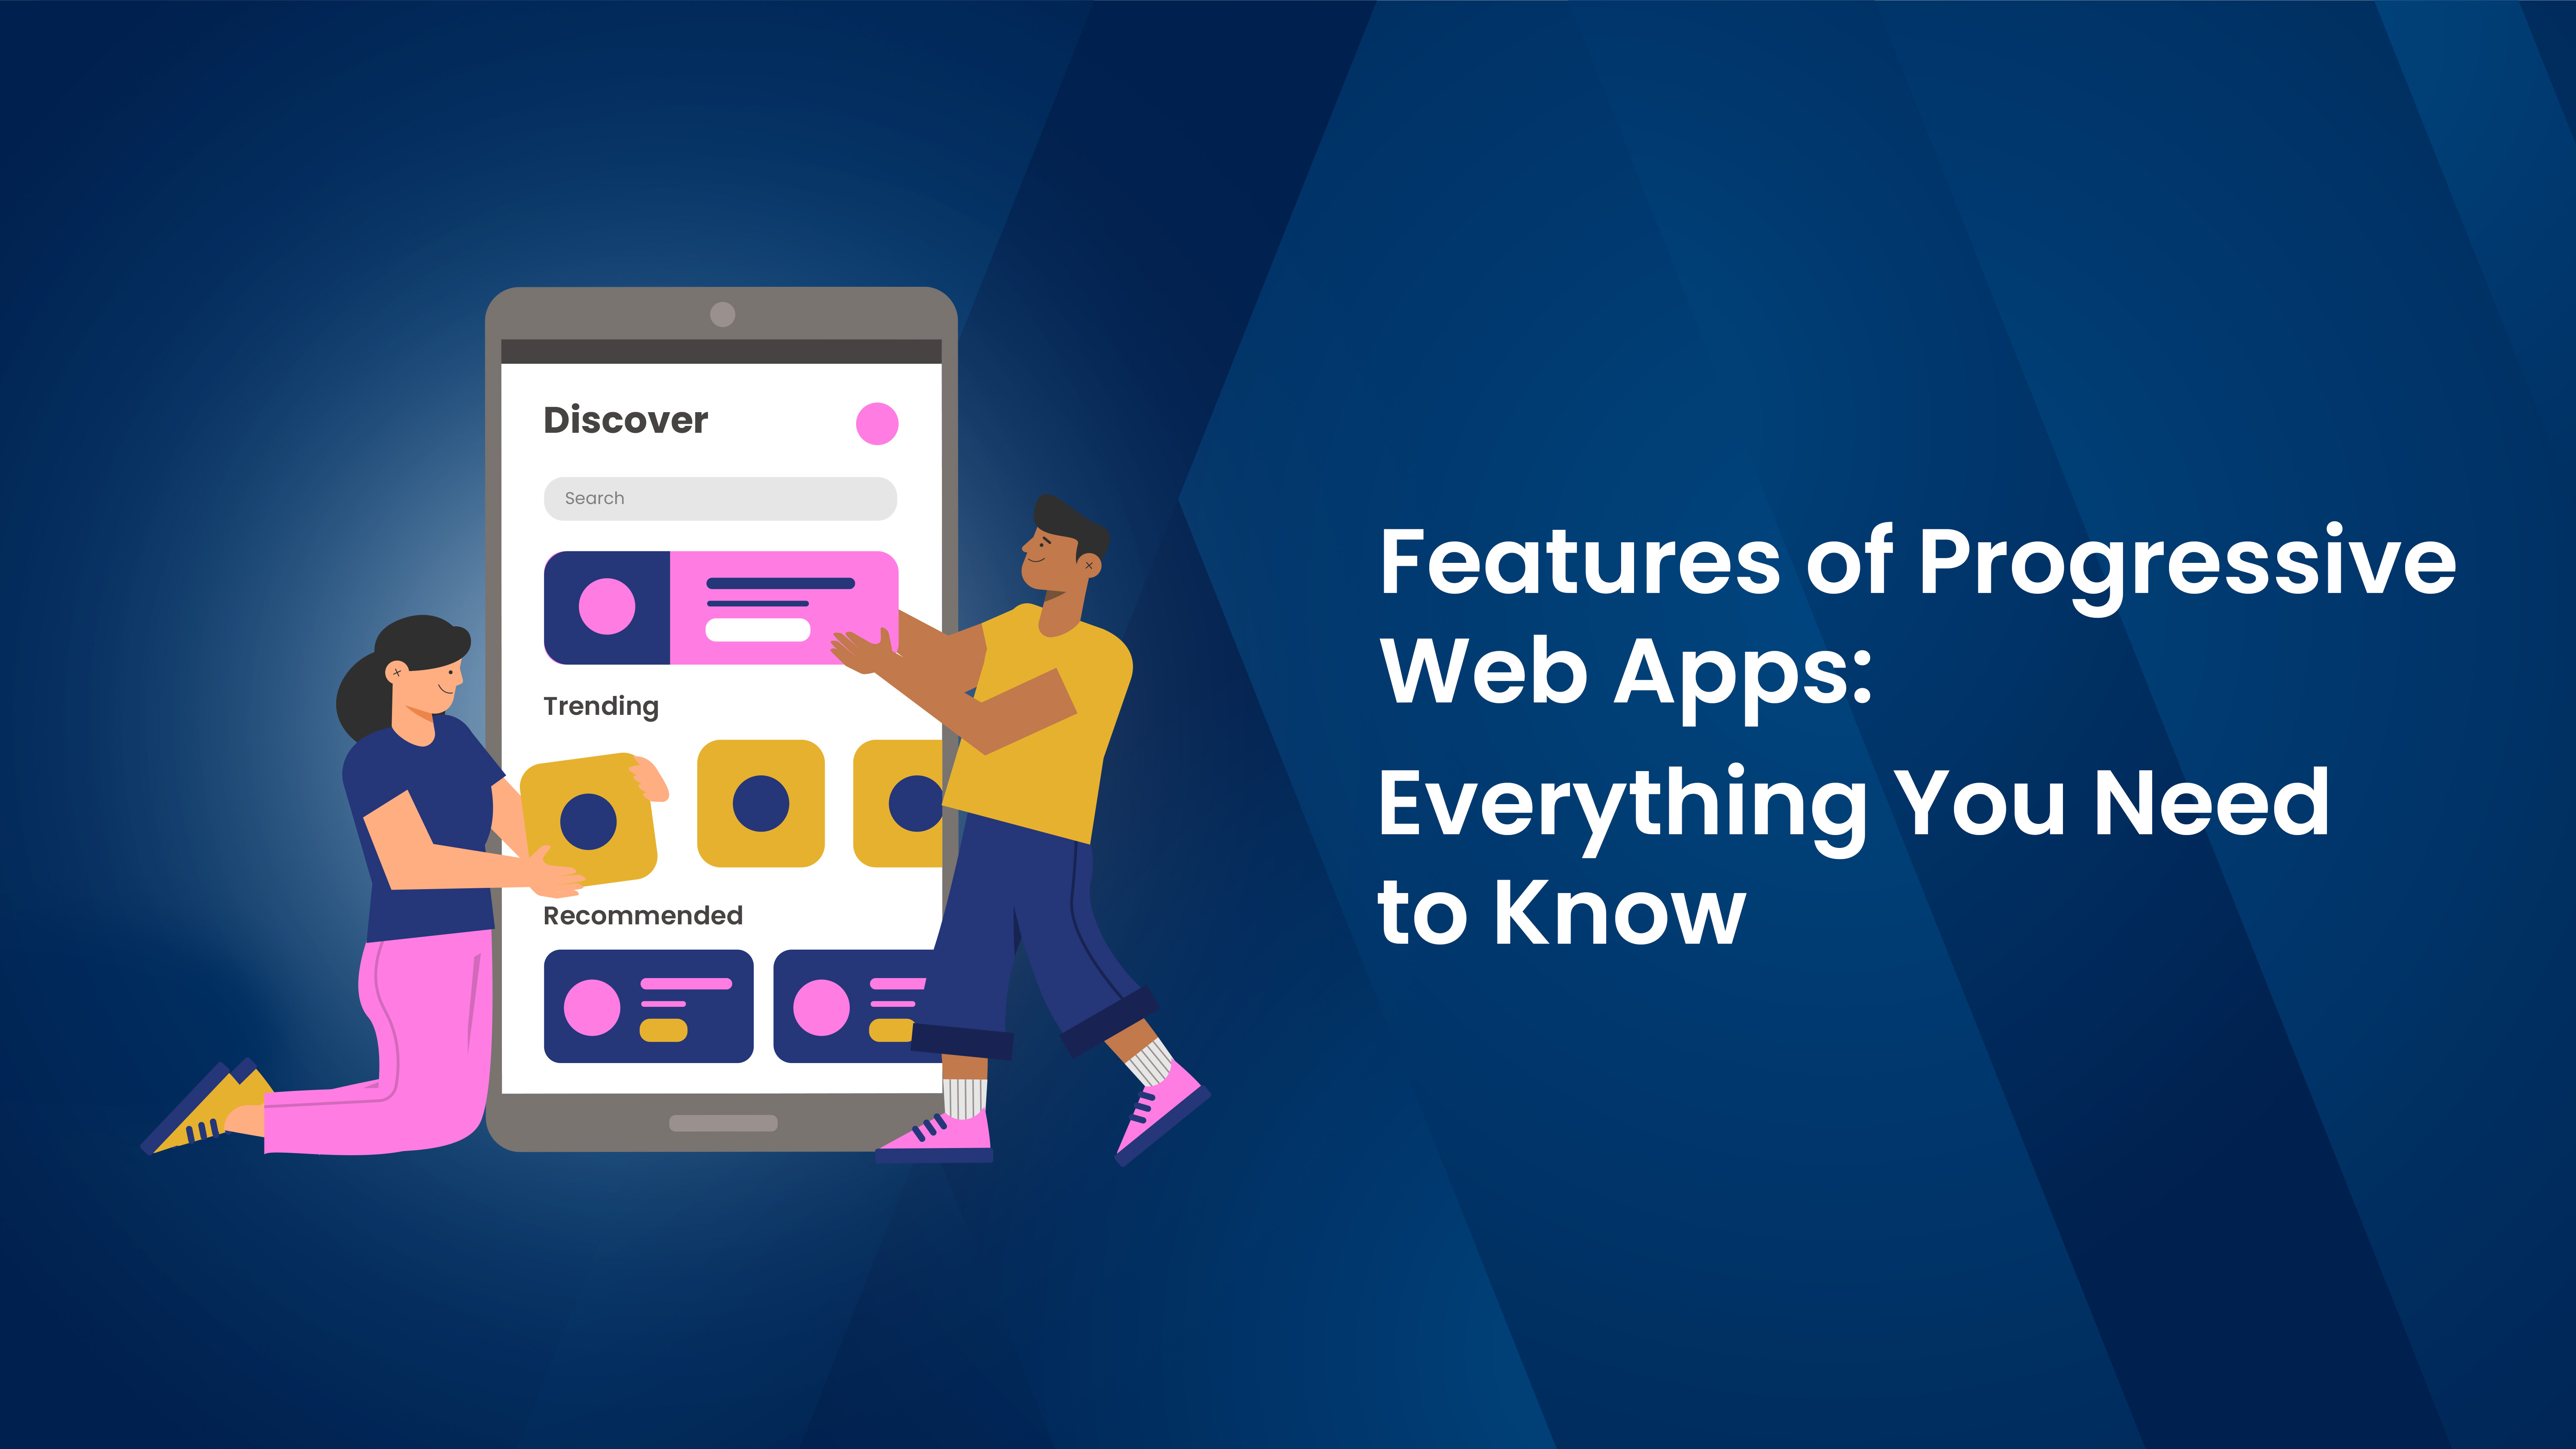 Discover
Search
Trending
Recommended
Features of Progressive
Web Apps:
Everything You Need
to Know